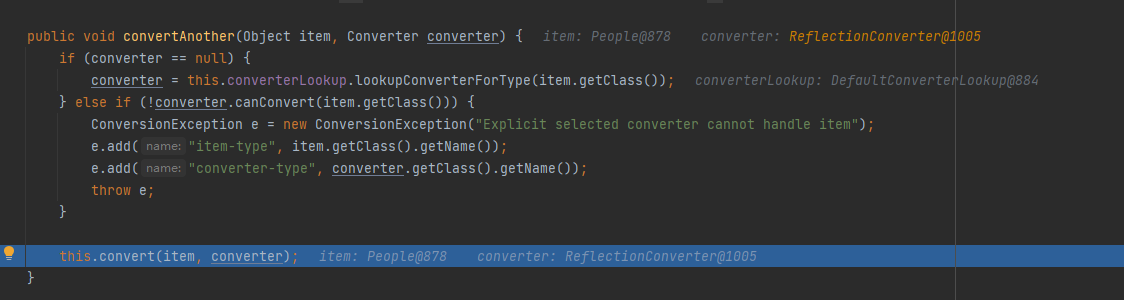 public void convertAnother(Object item, Converter converter) {   item: People@878    converter: ReflectionConverter@1005
    if (converter == null) {
        converter = this.converterLookup.lookupConverterForType(item.getClass());   converterLookup: DefaultConverterLookup@884
    } else if (!converter.canConvert(item.getClass())) {
        ConversionException e = new ConversionException("Explicit selected converter cannot handle item");
        e.add( name: "item-type", item.getClass().getName());
        e.add( name: "converter-type", converter.getClass().getName());
        throw e;
    }
    this.convert(item, converter);   item: People@878    converter: ReflectionConverter@1005
}